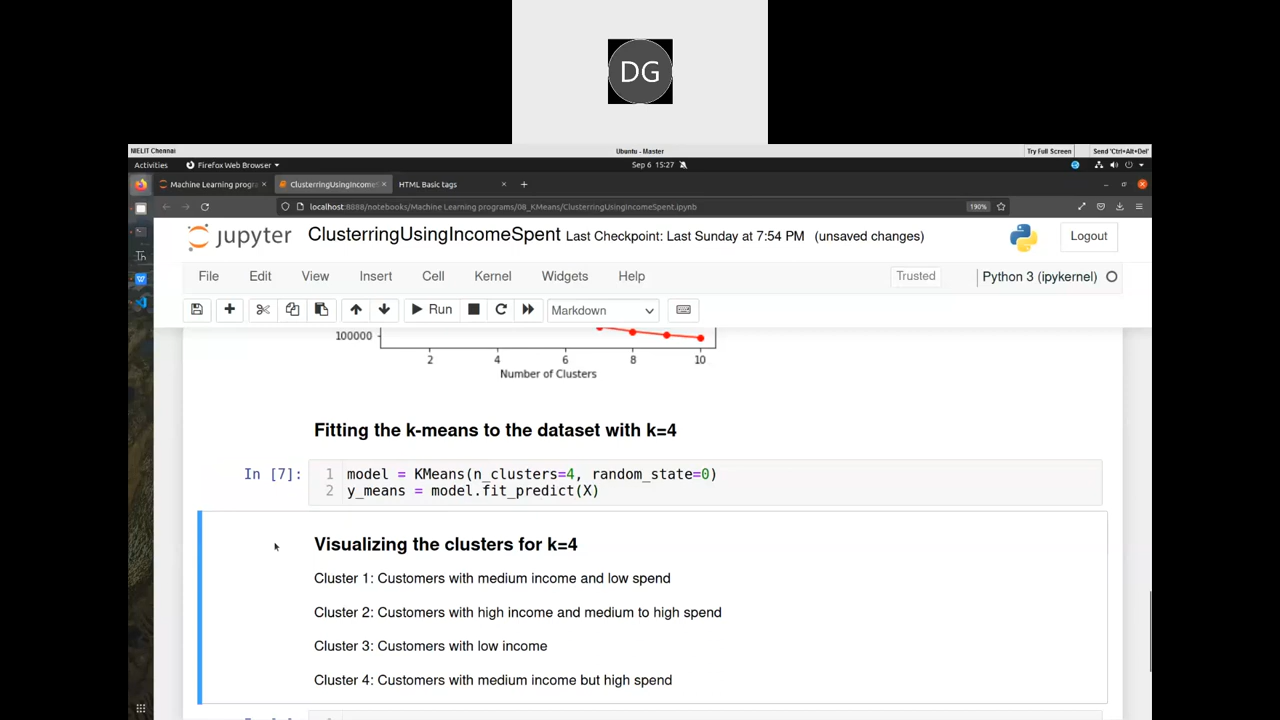 DG
NIELIT Chennai
Ubuntu - Master
Try Full Screen
Send 'Ctrl+Alt+Del'
Activities
Firefox Web Browser
Sep 6 15:27
Machine Learning progra
ClusterringUsingIncomeS
HTML Basic tags
localhost:8888/notebooks/Machine Learning programs/08_KMeans/ClusterringUsingIncomeSpent.ipynb
190%
jupyter
ClusterringUsingIncomeSpent Last Checkpoint: Last Sunday at 7:54 PM (unsaved changes)
Logout
File Edit View Insert Cell Kernel Widgets Help
Trusted
Python 3 (ipykernel)
Run
Markdown
100000
2 4 6 8 10
Number of Clusters
Fitting the k-means to the dataset with k=4
In [7]:
1 model = KMeans(n_clusters=4, random_state=0)
2 y_means = model.fit_predict(X)
Visualizing the clusters for k=4
Cluster 1: Customers with medium income and low spend
Cluster 2: Customers with high income and medium to high spend
Cluster 3: Customers with low income
Cluster 4: Customers with medium income but high spend